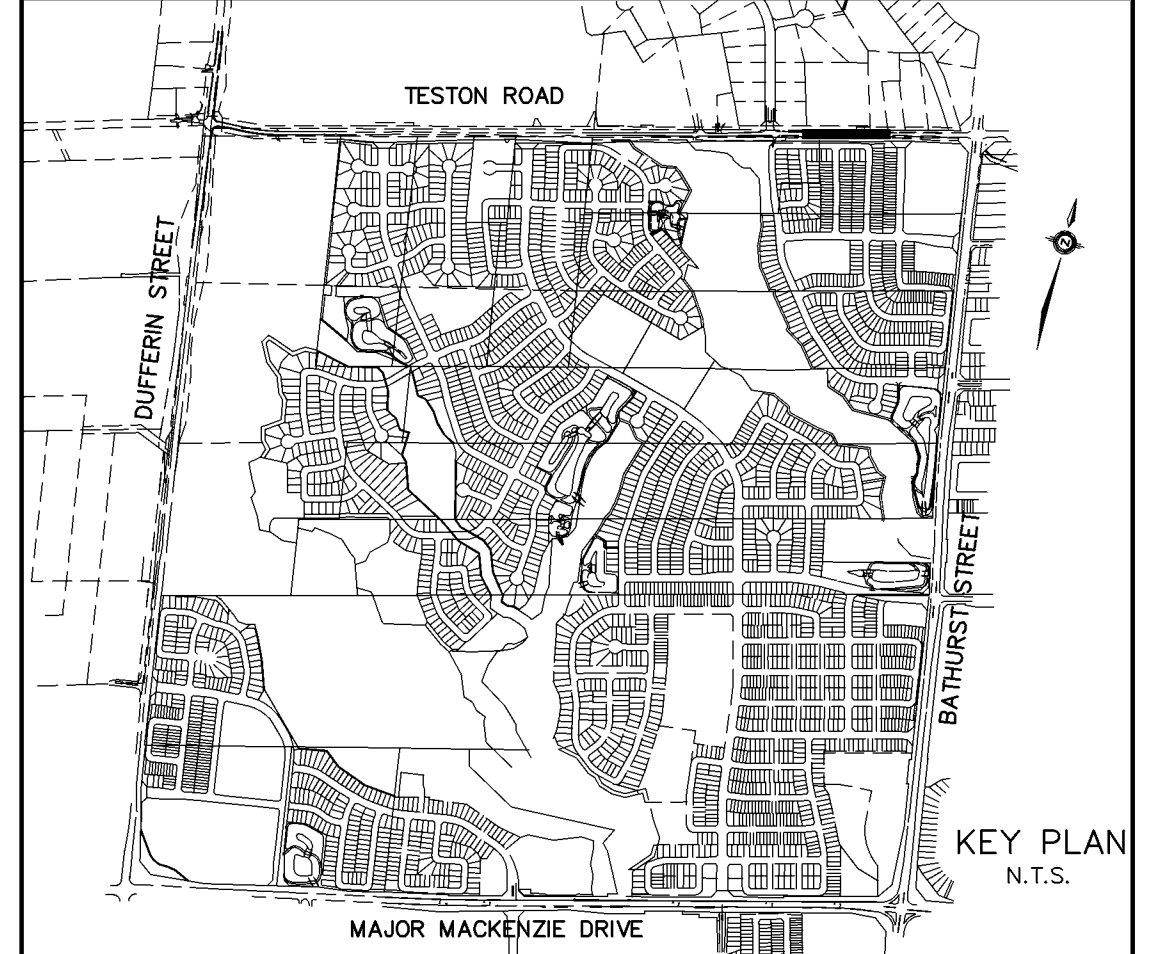 TESTON ROAD
DUFFERIN STREET
N
BATHURST STREET
KEY PLAN
N.T.S.
MAJOR MACKENZIE DRIVE